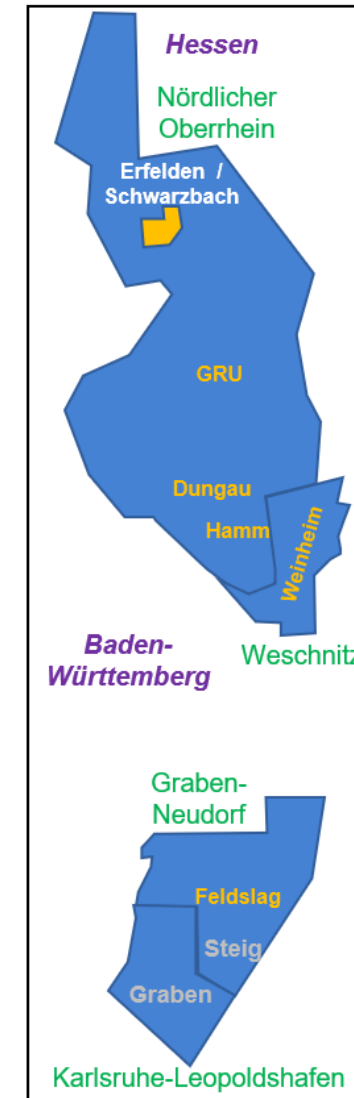 Hessen
Nördlicher
Oberrhein
Erfelden /
Schwarzbach
GRU
Dungau
Hamm
Weinheim
Baden-
Württemberg
Weschnitz
Graben-
Neudorf
Feldslag
Steig
Graben
Karlsruhe-Leopoldshafen